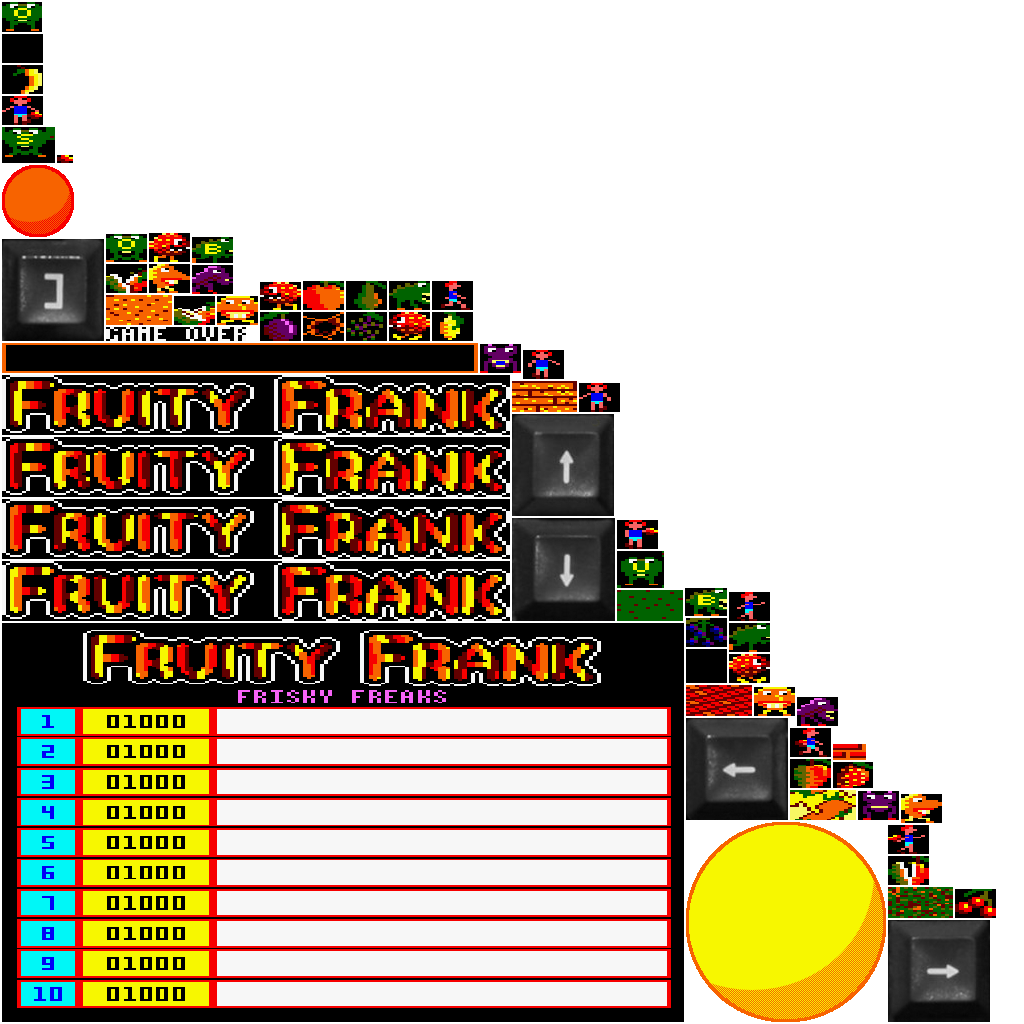 ]
GAME OVER
FRUITY FRANK
FRUITY FRANK
FRUITY FRANK
FRUITY FRANK
↑
↓
FRUITY FRANK
FRISKY FREAKS
1 01000
2 01000
3 01000
4 01000
5 01000
6 01000
7 01000
8 01000
9 01000
10 01000
←
→